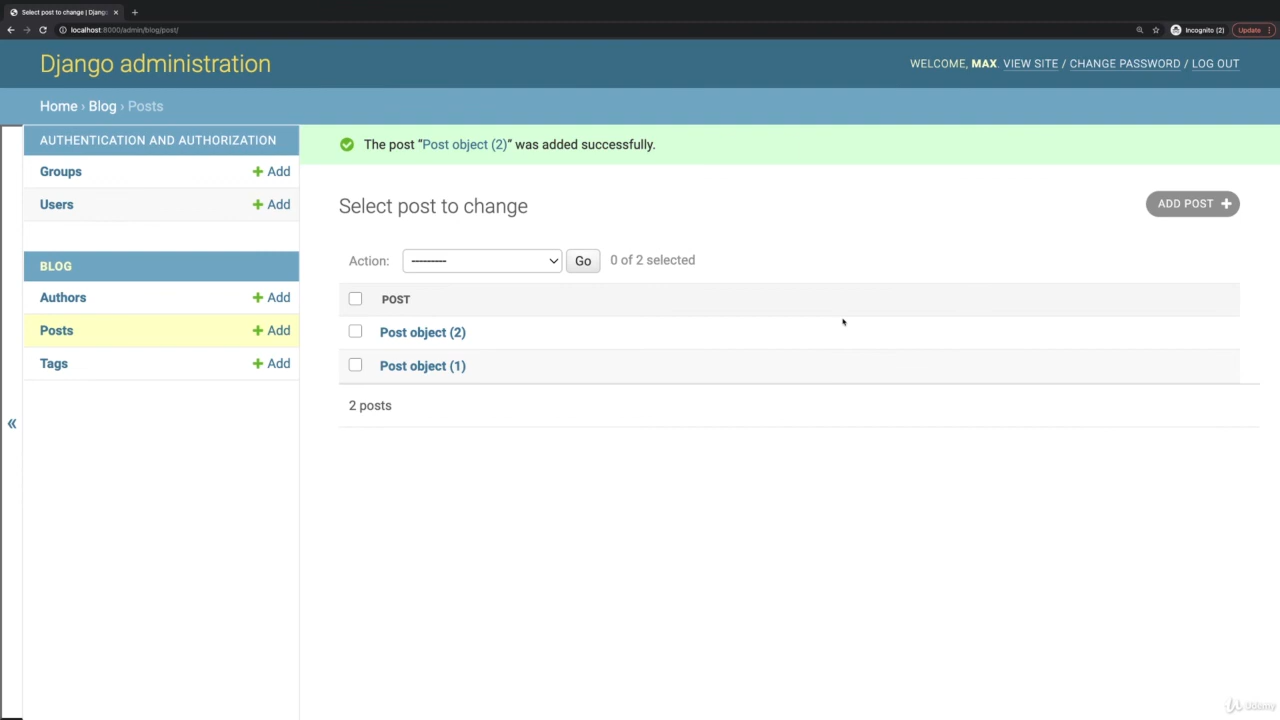 Select post to change | Djang
localhost:8000/admin/blog/post/
Incognito (2)
Update
Django administration
WELCOME, MAX. VIEW SITE / CHANGE PASSWORD / LOG OUT
Home › Blog › Posts
AUTHENTICATION AND AUTHORIZATION
Groups + Add
Users + Add
BLOG
Authors + Add
Posts + Add
Tags + Add
«
The post “Post object (2)” was added successfully.
Select post to change
ADD POST +
Action: --------- Go 0 of 2 selected
POST
Post object (2)
Post object (1)
2 posts
Udemy